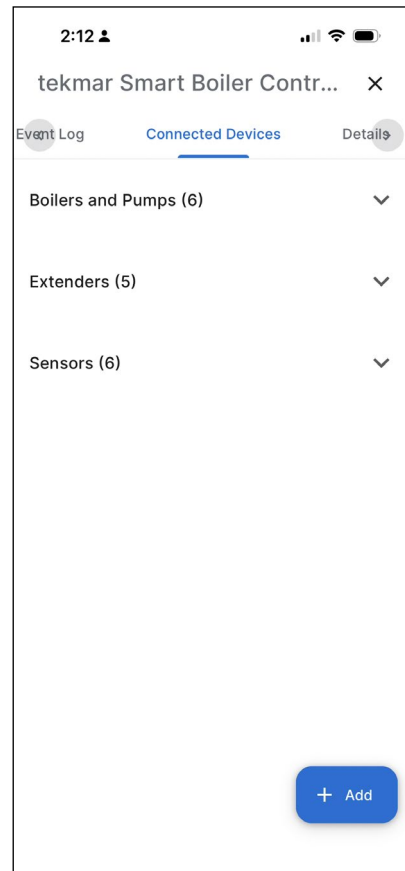 2:12
tekmar Smart Boiler Contr...
Event Log Connected Devices Details
Boilers and Pumps (6)
Extenders (5)
Sensors (6)
+ Add